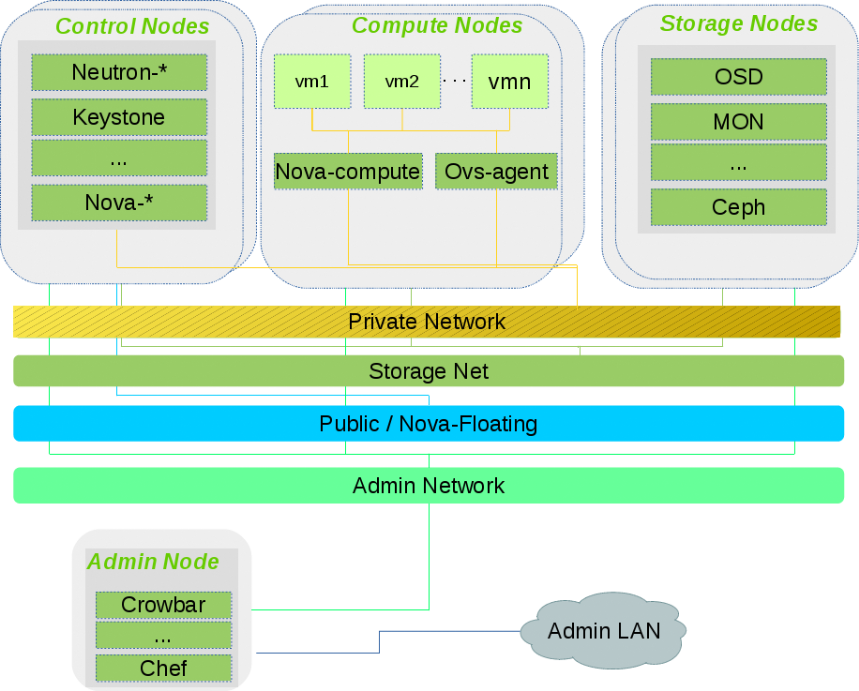 Control Nodes
Neutron-*
Keystone
...
Nova-*
Compute Nodes
vm1
vm2
...
vmn
Nova-compute
Ovs-agent
Storage Nodes
OSD
MON
...
Ceph
Private Network
Storage Net
Public / Nova-Floating
Admin Network
Admin Node
Crowbar
...
Chef
Admin LAN